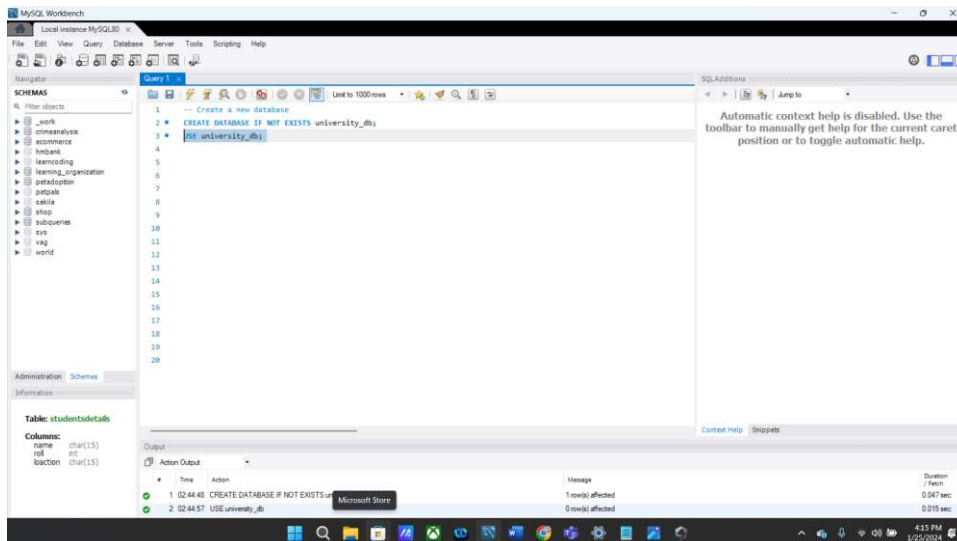 MySQL Workbench
Local instance MySQL80 ×
File Edit View Query Database Server Tools Scripting Help
Navigator
SCHEMAS
Filter objects
_work
crimeanalysis
ecommerce
hmbank
learncoding
learning_organization
petadoption
petpals
sakila
shop
subqueries
sys
vag
world
Administration Schemas
Information
Table: studentsdetails
Columns:
name char(15)
roll int
loaction char(15)
Query 1 ×
Limit to 1000 rows
1 -- Create a new database
2 CREATE DATABASE IF NOT EXISTS university_db;
3 USE university_db;
4
5
6
7
8
9
10
11
12
13
14
15
16
17
18
19
20
SQLAdditions
Jump to
Automatic context help is disabled. Use the
toolbar to manually get help for the current caret
position or to toggle automatic help.
Context Help Snippets
Output
Action Output
# Time Action Message Duration / Fetch
1 02:44:48 CREATE DATABASE IF NOT EXISTS un 1 row(s) affected 0.047 sec
2 02:44:57 USE university_db 0 row(s) affected 0.015 sec
Microsoft Store
4:15 PM
1/25/2024